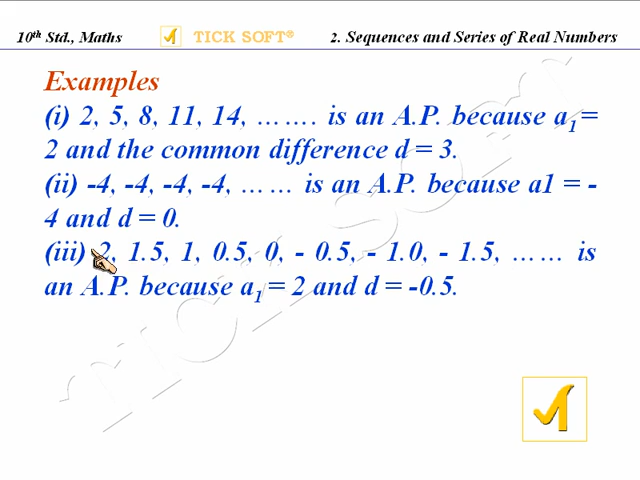 10th Std., Maths TICK SOFT® 2. Sequences and Series of Real Numbers
Examples
(i) 2, 5, 8, 11, 14, ……. is an A.P. because a1 =
2 and the common difference d = 3.
(ii) -4, -4, -4, -4, …… is an A.P. because a1 = -
4 and d = 0.
(iii) 2, 1.5, 1, 0.5, 0, - 0.5, - 1.0, - 1.5, …… is
an A.P. because a1 = 2 and d = -0.5.
TICK SOFT